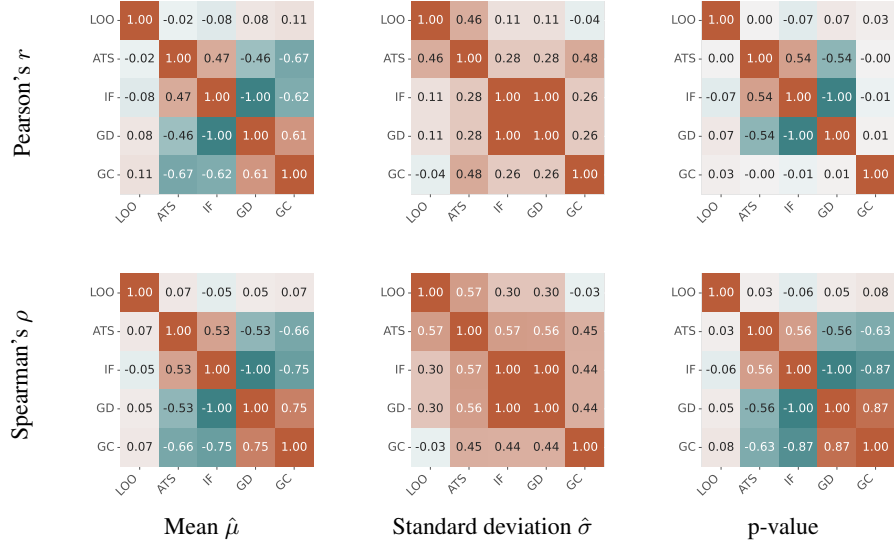 Pearson's r
LOO 1.00 -0.02 -0.08 0.08 0.11
ATS -0.02 1.00 0.47 -0.46 -0.67
IF -0.08 0.47 1.00 -1.00 -0.62
GD 0.08 -0.46 -1.00 1.00 0.61
GC 0.11 -0.67 -0.62 0.61 1.00
LOO ATS IF GD GC
LOO 1.00 0.46 0.11 0.11 -0.04
ATS 0.46 1.00 0.28 0.28 0.48
IF 0.11 0.28 1.00 1.00 0.26
GD 0.11 0.28 1.00 1.00 0.26
GC -0.04 0.48 0.26 0.26 1.00
LOO ATS IF GD GC
LOO 1.00 0.00 -0.07 0.07 0.03
ATS 0.00 1.00 0.54 -0.54 -0.00
IF -0.07 0.54 1.00 -1.00 -0.01
GD 0.07 -0.54 -1.00 1.00 0.01
GC 0.03 -0.00 -0.01 0.01 1.00
LOO ATS IF GD GC
Spearman's ρ
LOO 1.00 0.07 -0.05 0.05 0.07
ATS 0.07 1.00 0.53 -0.53 -0.66
IF -0.05 0.53 1.00 -1.00 -0.75
GD 0.05 -0.53 -1.00 1.00 0.75
GC 0.07 -0.66 -0.75 0.75 1.00
LOO ATS IF GD GC
Mean μ̂
LOO 1.00 0.57 0.30 0.30 -0.03
ATS 0.57 1.00 0.57 0.56 0.45
IF 0.30 0.57 1.00 1.00 0.44
GD 0.30 0.56 1.00 1.00 0.44
GC -0.03 0.45 0.44 0.44 1.00
LOO ATS IF GD GC
Standard deviation σ̂
LOO 1.00 0.03 -0.06 0.05 0.08
ATS 0.03 1.00 0.56 -0.56 -0.63
IF -0.06 0.56 1.00 -1.00 -0.87
GD 0.05 -0.56 -1.00 1.00 0.87
GC 0.08 -0.63 -0.87 0.87 1.00
LOO ATS IF GD GC
p-value